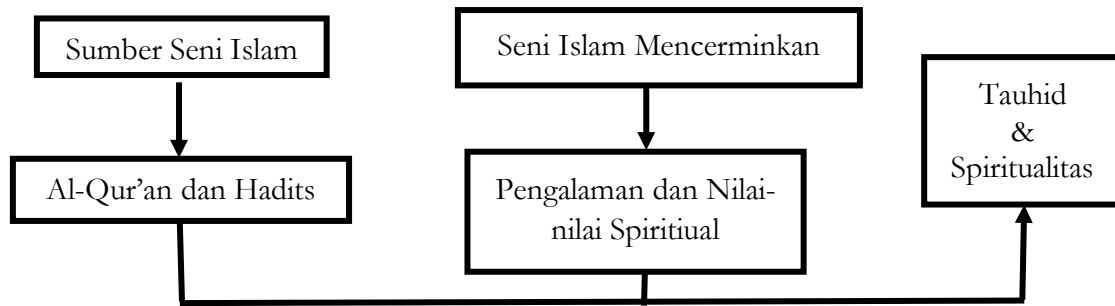 Sumber Seni Islam
Seni Islam Mencerminkan
Tauhid
&
Spiritualitas
Al-Qur’an dan Hadits
Pengalaman dan Nilai-
nilai Spiritiual